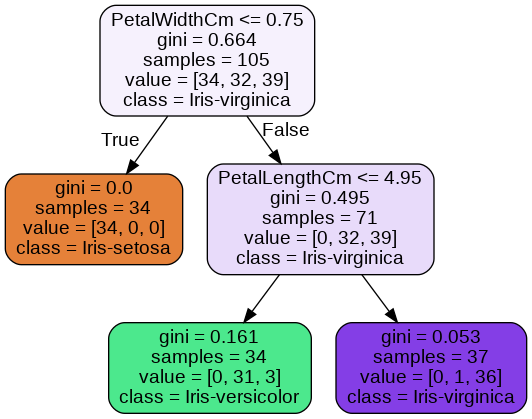 PetalWidthCm <= 0.75
gini = 0.664
samples = 105
value = [34, 32, 39]
class = Iris-virginica
True
False
gini = 0.0
samples = 34
value = [34, 0, 0]
class = Iris-setosa
PetalLengthCm <= 4.95
gini = 0.495
samples = 71
value = [0, 32, 39]
class = Iris-virginica
gini = 0.161
samples = 34
value = [0, 31, 3]
class = Iris-versicolor
gini = 0.053
samples = 37
value = [0, 1, 36]
class = Iris-virginica